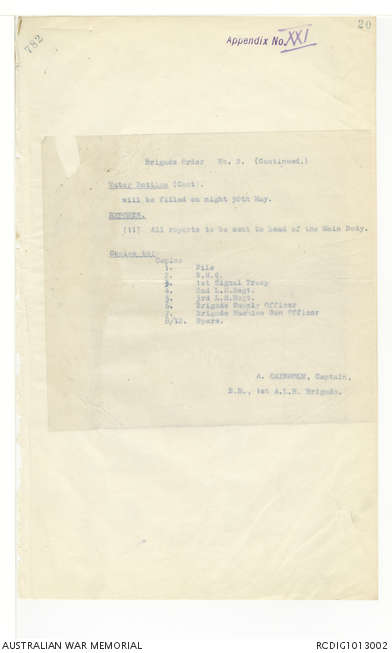 20
782
Appendix No. XXI
Brigade Order No. 2. (Continued.)
Water Bottles (Cont).
will be filled on night 30th May.
REPORTS.
(11) All reports to be sent to head of the Main Body.
Copies to:-
Copies
1. File
2. B.H.Q.
3. 1st Signal Troop
4. 2nd L.H.Regt.
5. 3rd L.H.Regt.
6. Brigade Supply Officer
7. Brigade Machine Gun Officer
8/12. Spare.
A. Captain,
B.M., 1st A.L.H. Brigade.
AUSTRALIAN WAR MEMORIAL
RCDIG1013002